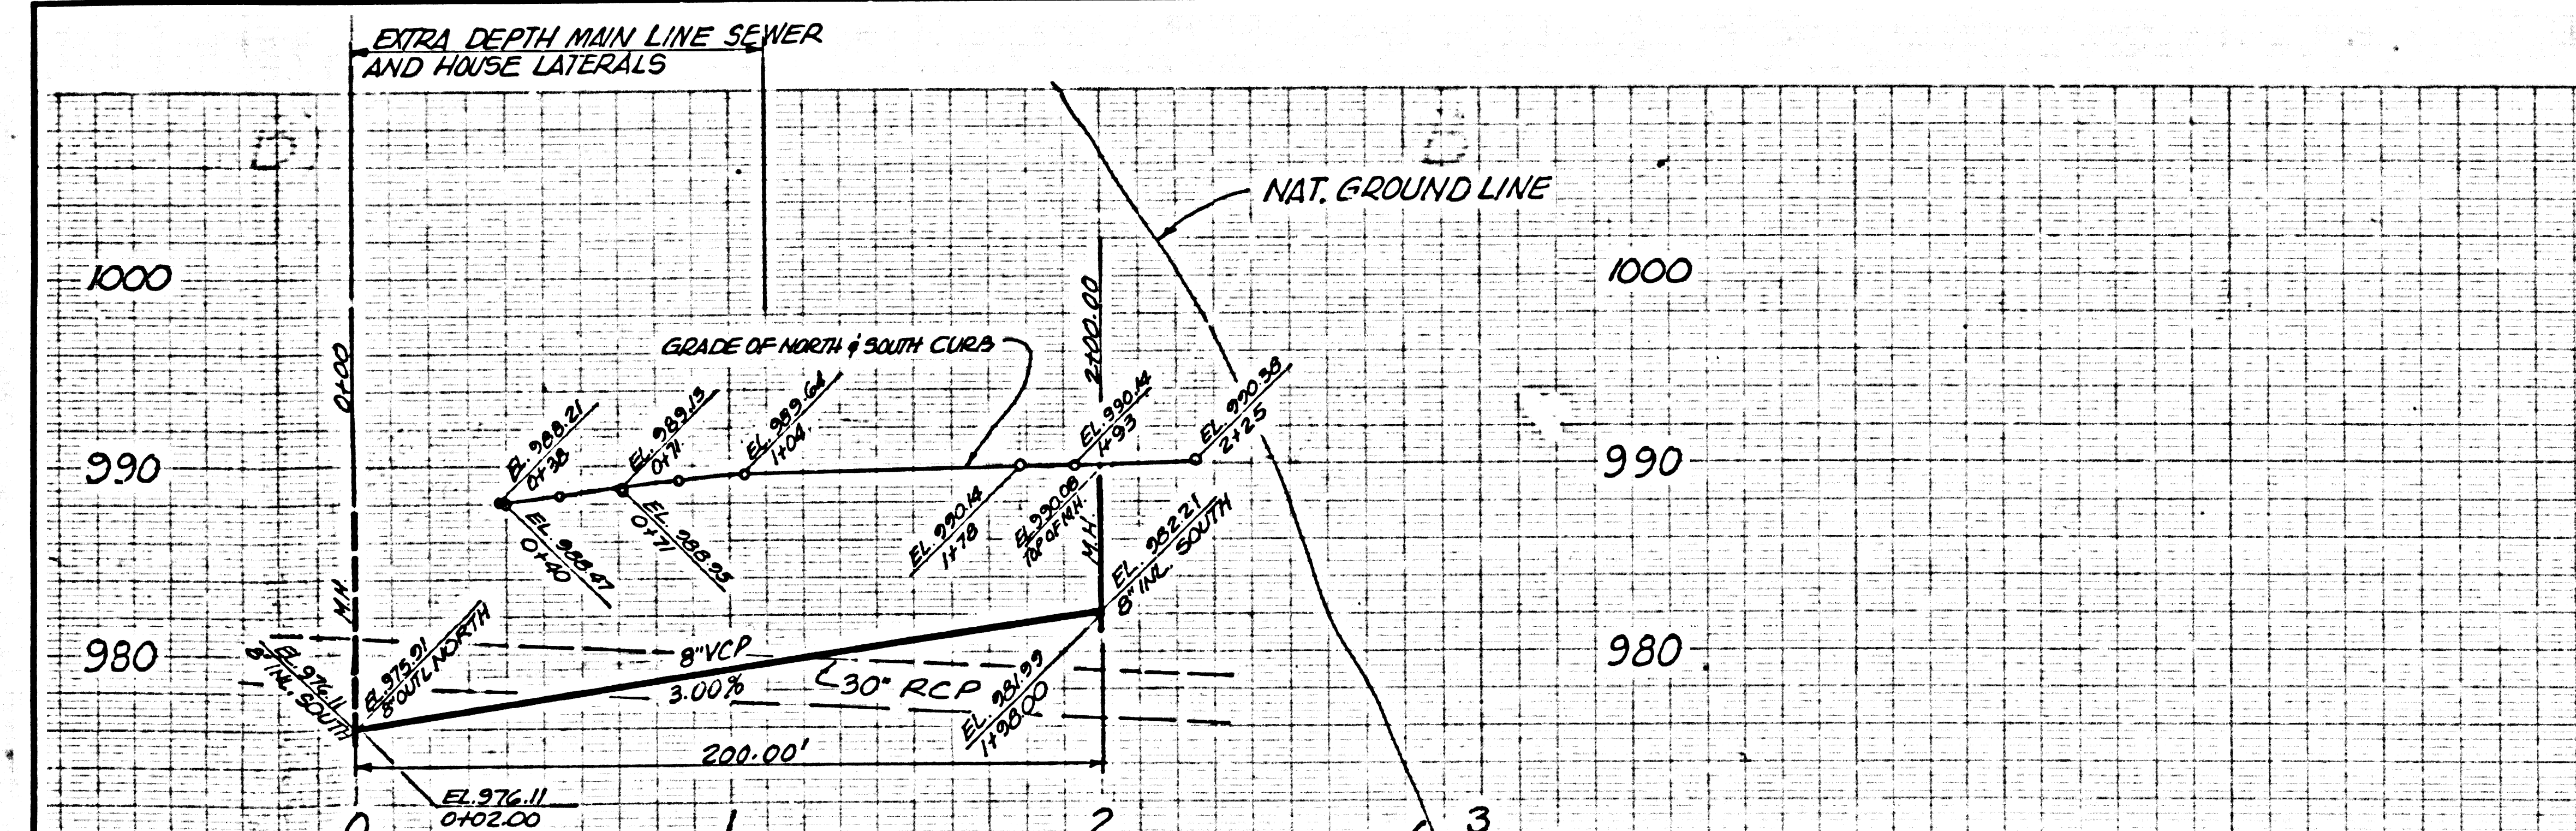 EXTRA DEPTH MAIN LINE SEWER
AND HOUSE LATERALS
NAT. GROUND LINE
1000
1000
0+00
2+00.00
GRADE OF NORTH & SOUTH CURB
EL. 988.21
0+38
EL. 989.13
0+71
EL. 989.64
1+04
EL. 990.14
1+93
EL. 990.38
2+25
990
990
EL. 988.47
0+40
EL. 988.95
0+71
EL. 990.14
1+78
EL. 990.08
TOP OF M.H.
M.H.
EL. 982.21
8" INL. SOUTH
M.H.
980
980
EL. 976.11
8" INL. SOUTH
EL. 975.91
8" OUTL NORTH
8" VCP
3.00%
30" RCP
EL. 981.99
1+98.00
200.00'
EL. 976.11
0+02.00
0
1
2
3